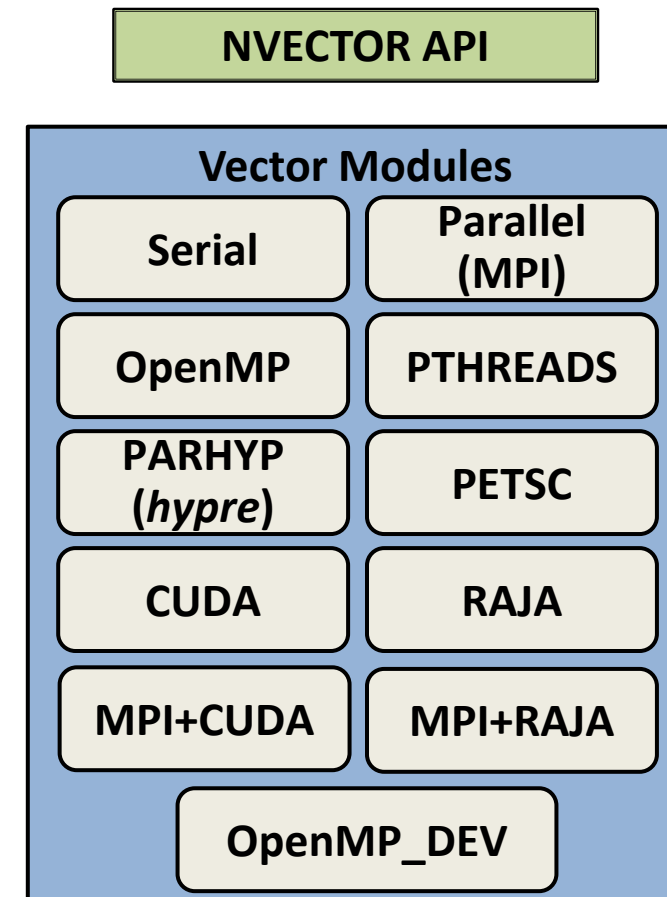 NVECTOR API
Vector Modules
Serial
Parallel
(MPI)
OpenMP
PTHREADS
PARHYP
(hypre)
PETSC
CUDA
RAJA
MPI+CUDA
MPI+RAJA
OpenMP_DEV